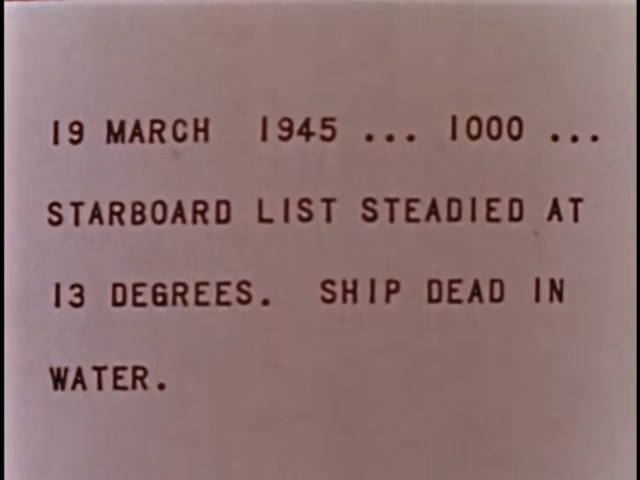 19 MARCH 1945 ... 1000 ...
STARBOARD LIST STEADIED AT
13 DEGREES. SHIP DEAD IN
WATER.